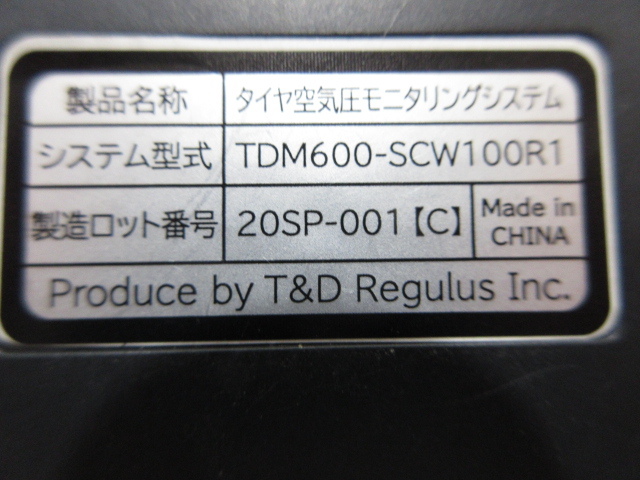 製品名称 タイヤ空気圧モニタリングシステム
システム型式 TDM600-SCW100R1
製造ロット番号 20SP-001【C】 Made in
CHINA
Produce by T&D Regulus Inc.